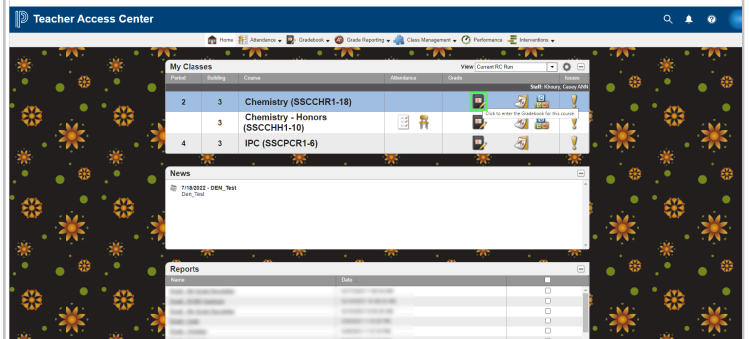 Teacher Access Center
Home Attendance Gradebook Grade Reporting Class Management Performance Interventions
My Classes View Current RC Run
Period Building Course Attendance Grade Issues
Staff: Khoury, Casey ANN
2 3 Chemistry (SSCCHR1-18)
Click to enter the Gradebook for this course
3 Chemistry - Honors
(SSCCHH1-10)
4 3 IPC (SSCPCR1-6)
News
7/18/2022 - DEN_Test
Den_Test
Reports
Name Date